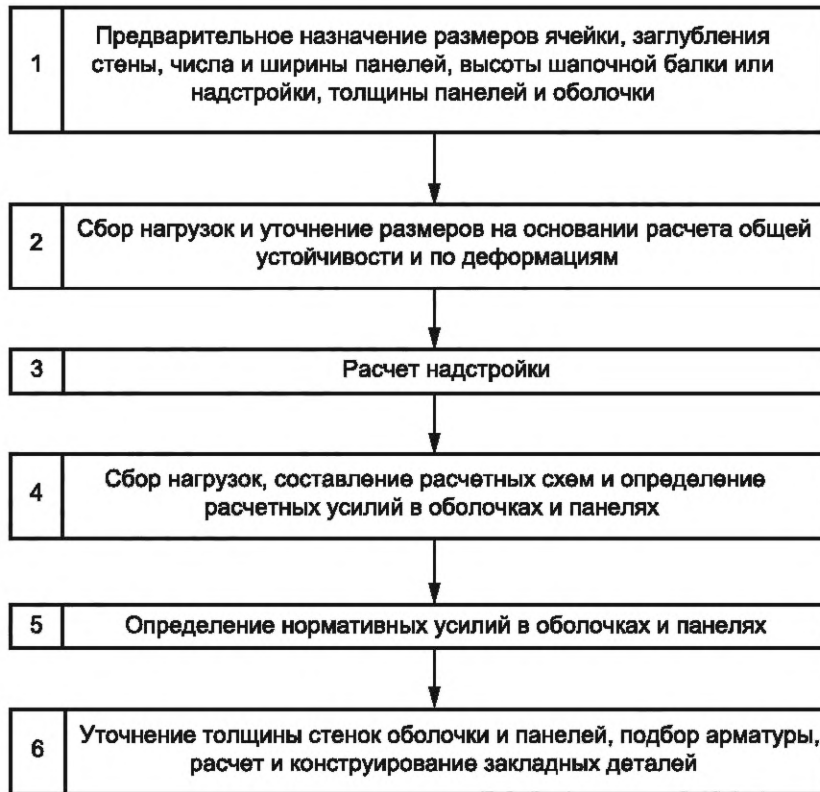 1
Предварительное назначение размеров ячейки, заглубления
стены, числа и ширины панелей, высоты шапочной балки или
надстройки, толщины панелей и оболочки
2
Сбор нагрузок и уточнение размеров на основании расчета общей
устойчивости и по деформациям
3
Расчет надстройки
4
Сбор нагрузок, составление расчетных схем и определение
расчетных усилий в оболочках и панелях
5
Определение нормативных усилий в оболочках и панелях
6
Уточнение толщины стенок оболочки и панелей, подбор арматуры,
расчет и конструирование закладных деталей